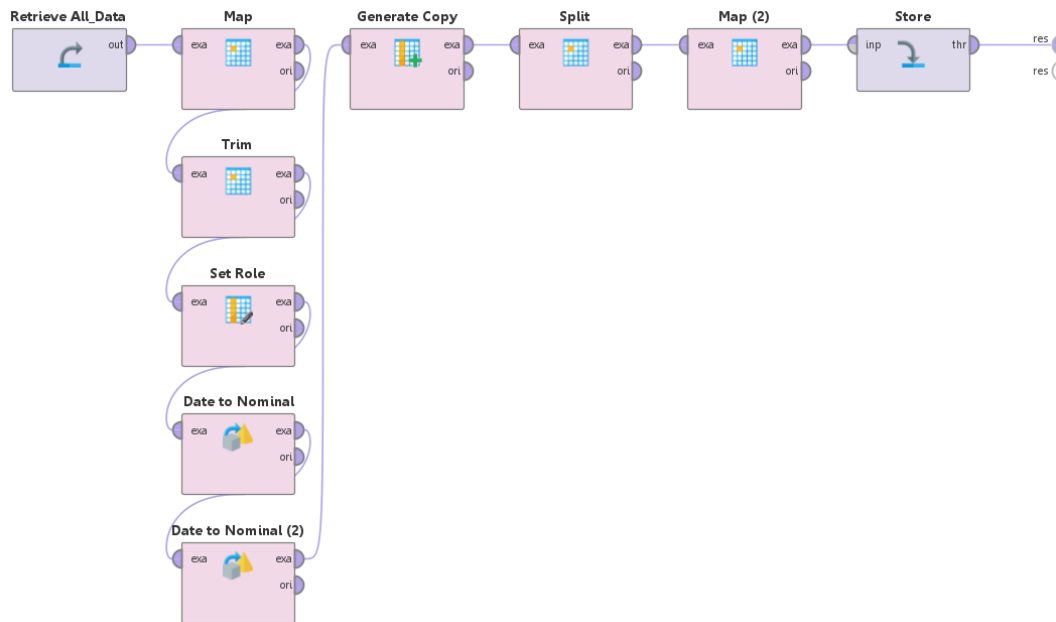 Retrieve All_Data
out
Map
exa
exa
ori
Generate Copy
exa
exa
ori
Split
exa
exa
ori
Map (2)
exa
exa
ori
Store
inp
thr
res
res
Trim
exa
exa
ori
Set Role
exa
exa
ori
Date to Nominal
exa
exa
ori
Date to Nominal (2)
exa
exa
ori